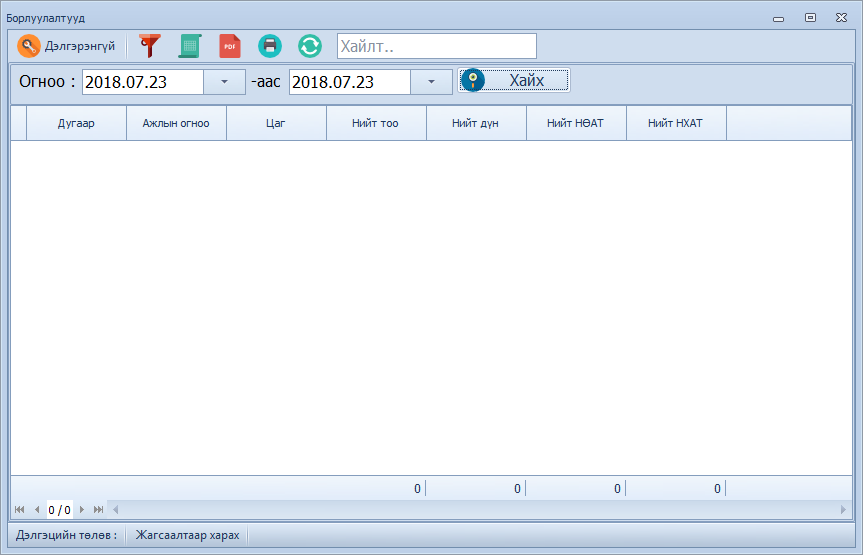 Борлуулалтууд
Дэлгэрэнгүй PDF Хайлт..
Огноо : 2018.07.23 -аас 2018.07.23 Хайх
Дугаар Ажлын огноо Цаг Нийт тоо Нийт дүн Нийт НӨАТ Нийт НХАТ
0 0 0 0
0 / 0
Дэлгэцийн төлөв : Жагсаалтаар харах